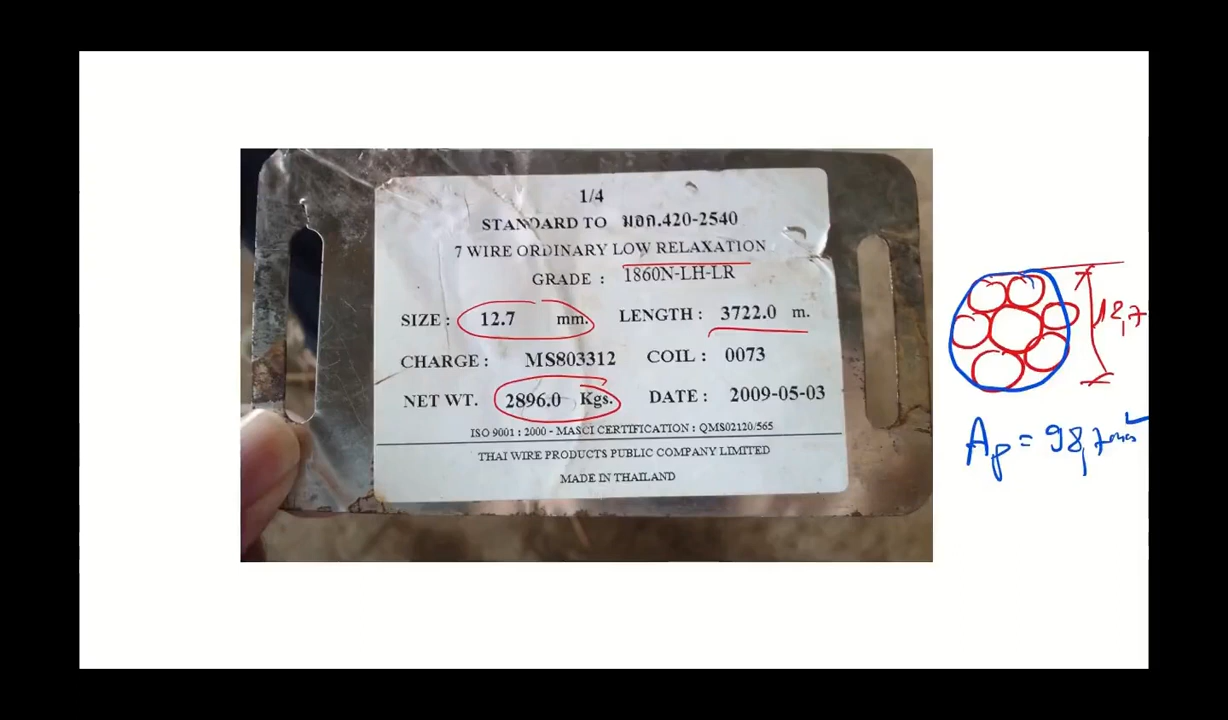 1/4
STANDARD TO มอก.420-2540
7 WIRE ORDINARY LOW RELAXATION
GRADE : 1860N-LH-LR
SIZE : 12.7 mm. LENGTH : 3722.0 m.
CHARGE : MS803312 COIL : 0073
NET WT. 2896.0 Kgs. DATE : 2009-05-03
ISO 9001 : 2000 - MASCI CERTIFICATION : QMS02120/565
THAI WIRE PRODUCTS PUBLIC COMPANY LIMITED
MADE IN THAILAND
12,7
Ap = 98,7 mm²